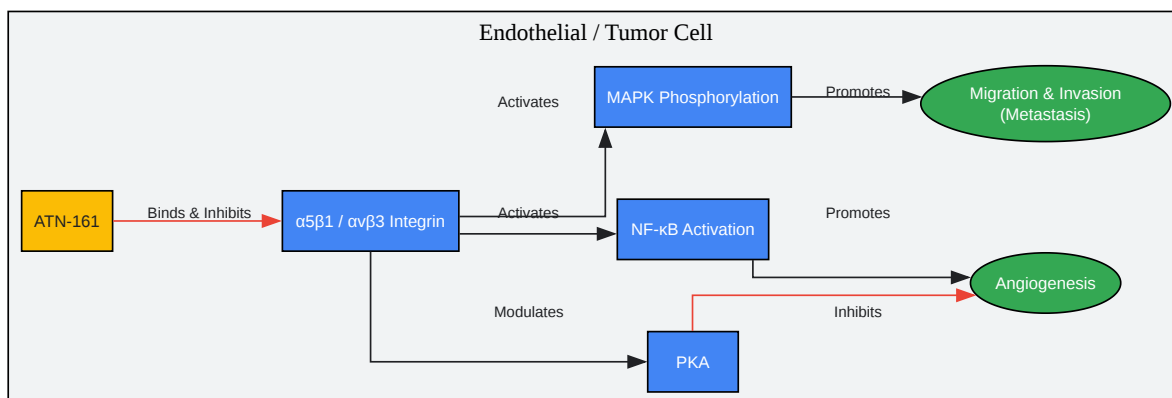 Endothelial / Tumor Cell
Activates
MAPK Phosphorylation
Promotes
Migration & Invasion
(Metastasis)
ATN-161
Binds & Inhibits
α5β1 / αvβ3 Integrin
Activates
NF-κB Activation
Promotes
Angiogenesis
Modulates
Inhibits
PKA